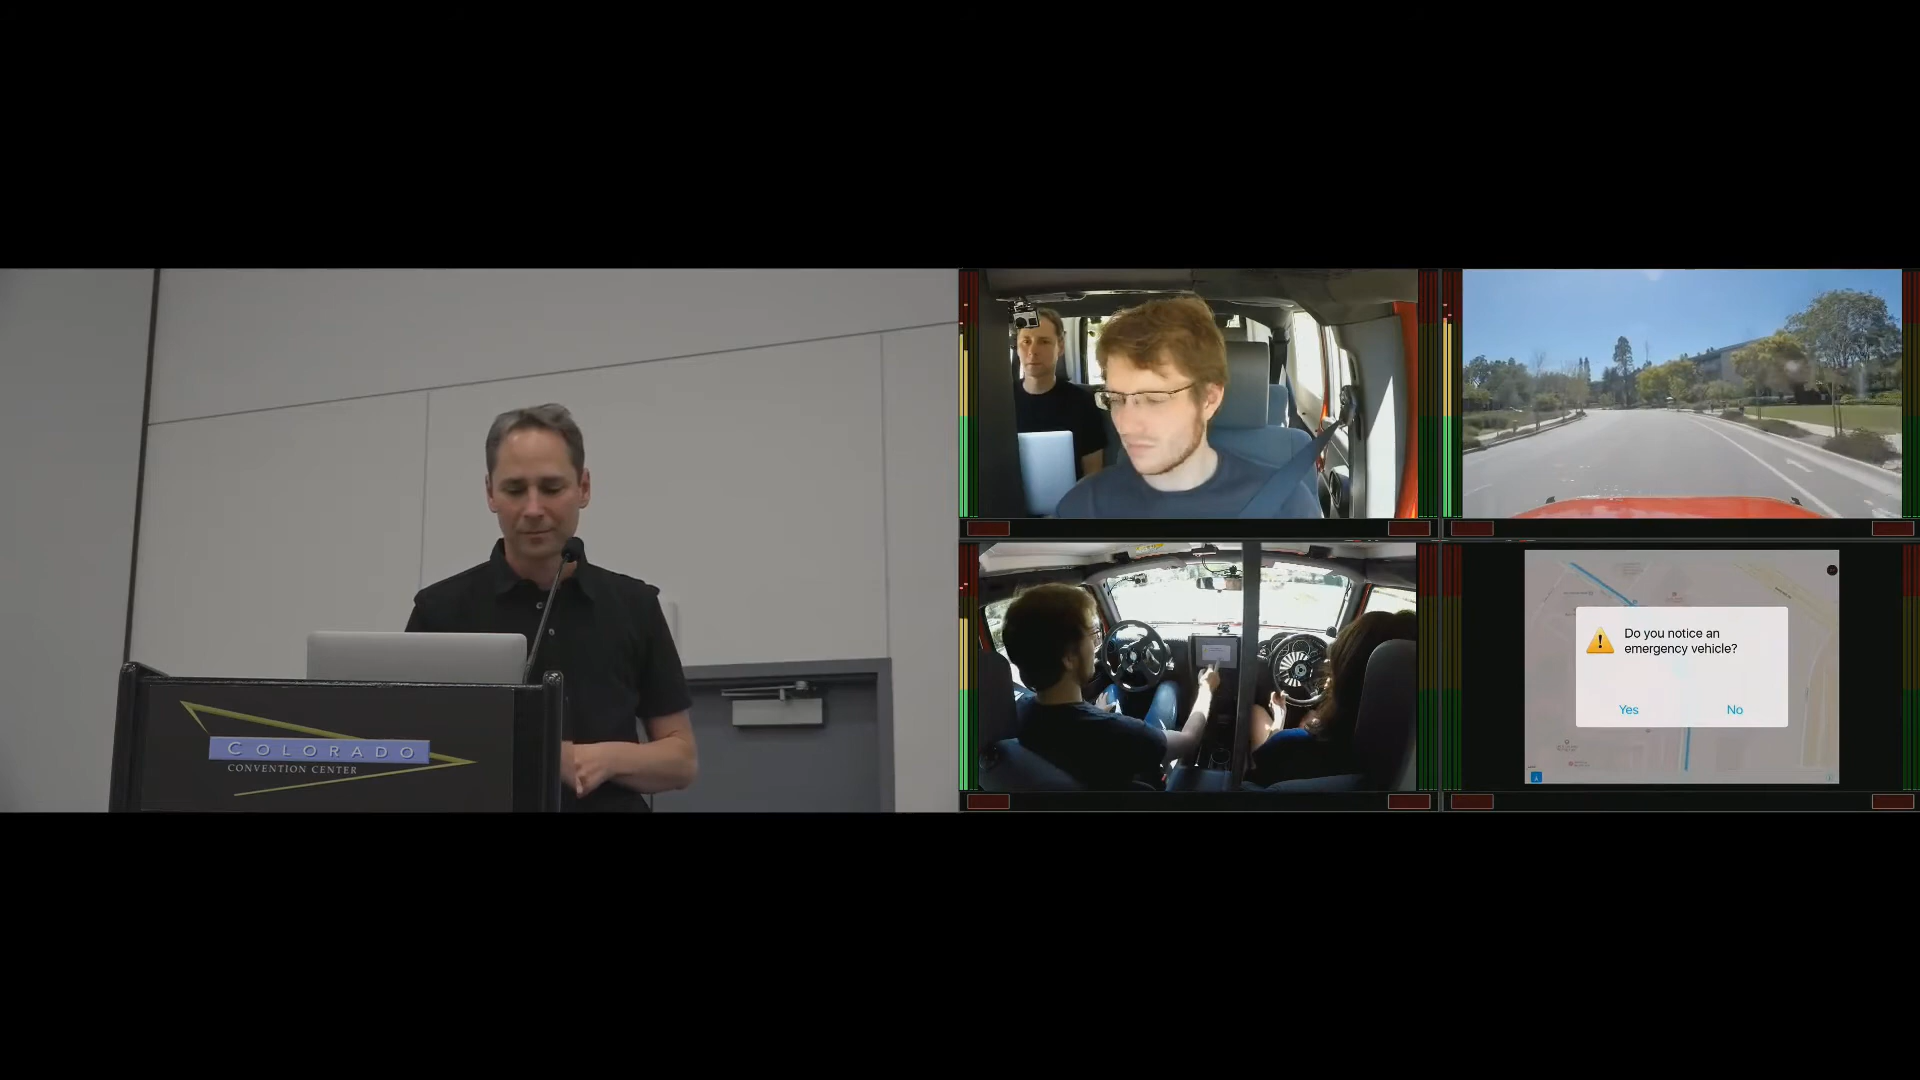 COLORADO
CONVENTION CENTER
Do you notice an
emergency vehicle?
Yes
No